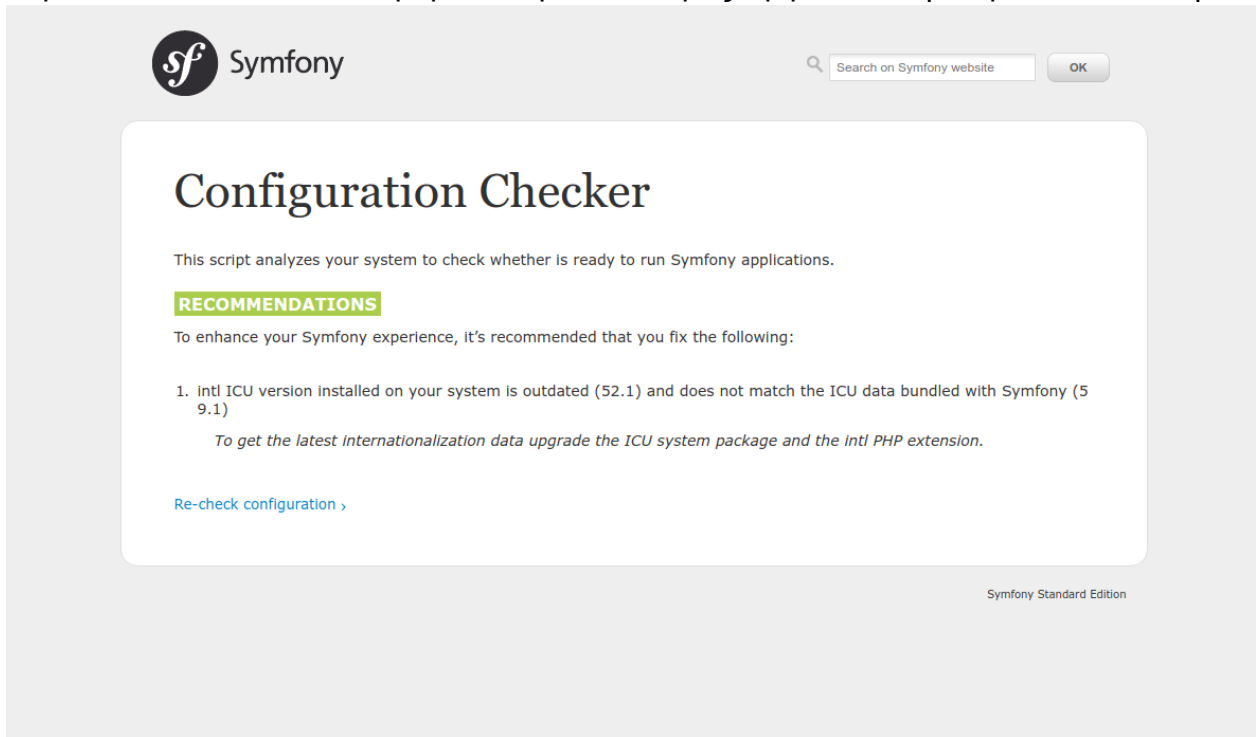 sf Symfony
Search on Symfony website OK
Configuration Checker
This script analyzes your system to check whether is ready to run Symfony applications.
RECOMMENDATIONS
To enhance your Symfony experience, it’s recommended that you fix the following:
1. intl ICU version installed on your system is outdated (52.1) and does not match the ICU data bundled with Symfony (5
9.1)
To get the latest internationalization data upgrade the ICU system package and the intl PHP extension.
Re-check configuration ›
Symfony Standard Edition